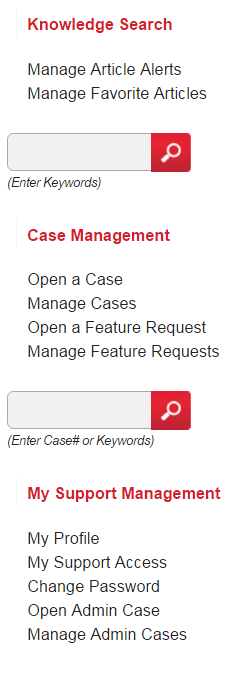 Knowledge Search
Manage Article Alerts
Manage Favorite Articles
(Enter Keywords)
Case Management
Open a Case
Manage Cases
Open a Feature Request
Manage Feature Requests
(Enter Case# or Keywords)
My Support Management
My Profile
My Support Access
Change Password
Open Admin Case
Manage Admin Cases